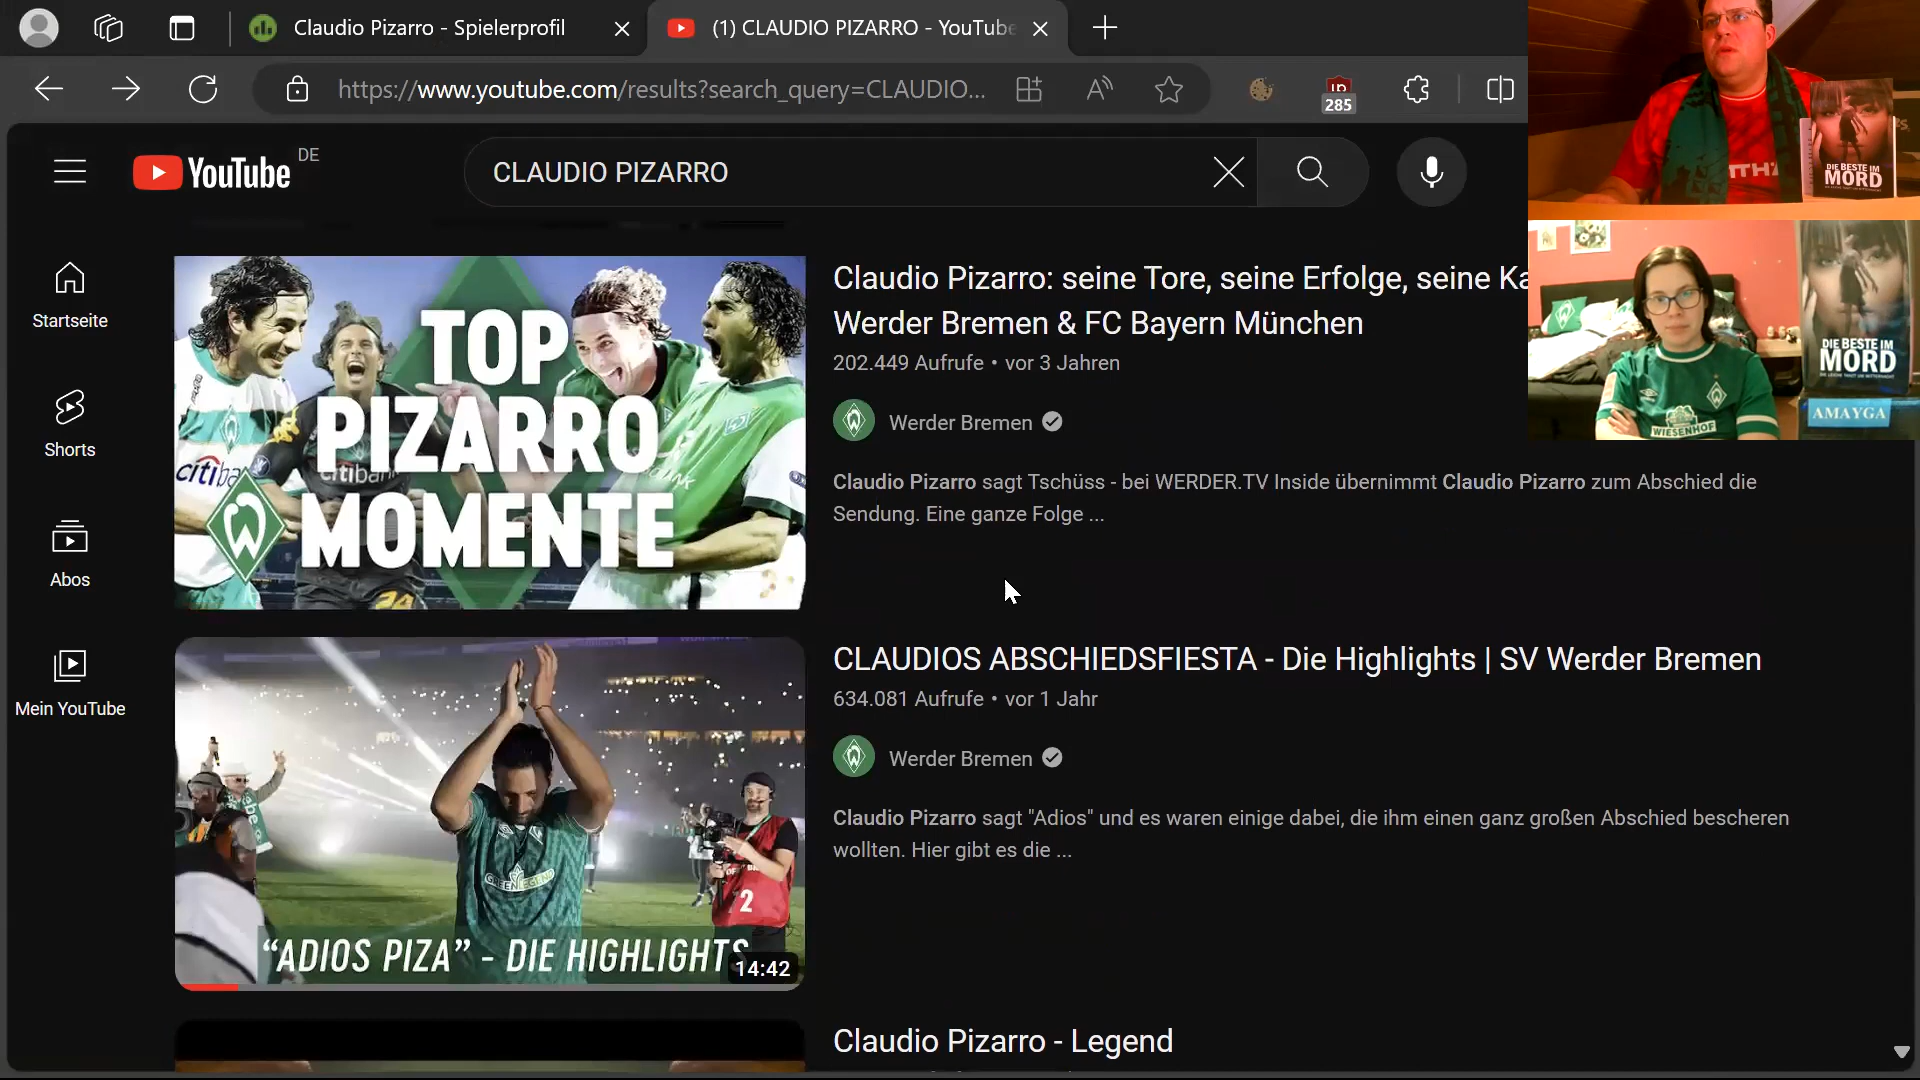 Claudio Pizarro - Spielerprofil
(1) CLAUDIO PIZARRO - YouTube
https://www.youtube.com/results?search_query=CLAUDIO...
285
YouTube DE
CLAUDIO PIZARRO
Startseite
Shorts
Abos
Mein YouTube
TOP
PIZARRO
MOMENTE
citibank
Claudio Pizarro: seine Tore, seine Erfolge, seine Ka
Werder Bremen & FC Bayern München
202.449 Aufrufe • vor 3 Jahren
Werder Bremen
Claudio Pizarro sagt Tschüss - bei WERDER.TV Inside übernimmt Claudio Pizarro zum Abschied die
Sendung. Eine ganze Folge ...
24
GREEN LEGEND
2
"ADIOS PIZA" - DIE HIGHLIGHTS
14:42
CLAUDIOS ABSCHIEDSFIESTA - Die Highlights | SV Werder Bremen
634.081 Aufrufe • vor 1 Jahr
Werder Bremen
Claudio Pizarro sagt "Adios" und es waren einige dabei, die ihm einen ganz großen Abschied bescheren
wollten. Hier gibt es die ...
Claudio Pizarro - Legend
DIE BESTE IM
MORD
WIESENHOF
DIE BESTE IM
MORD
AMAYGA